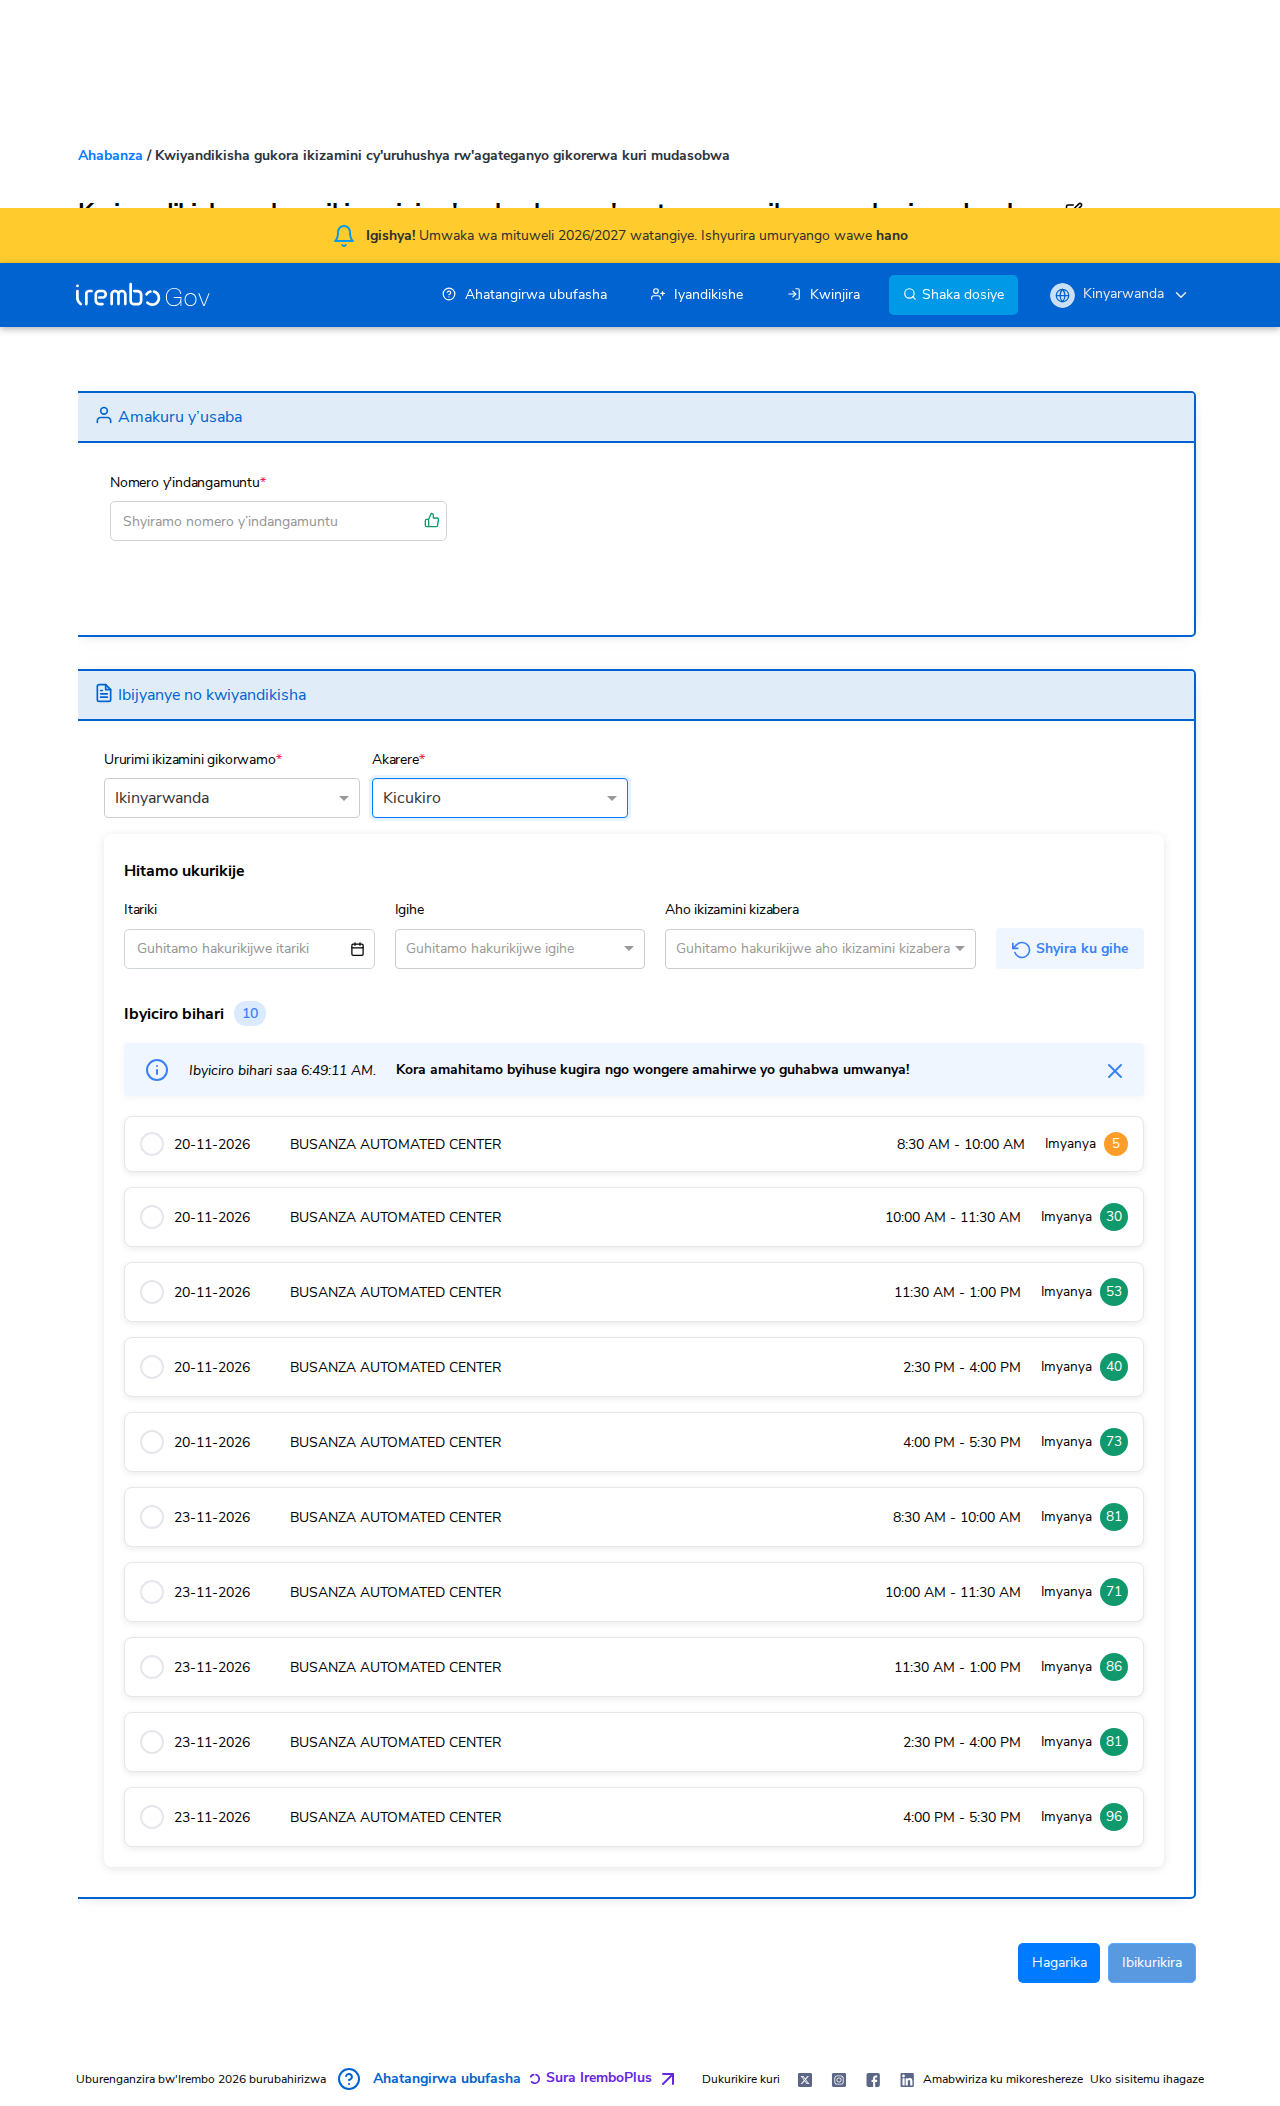 Ahabanza / Kwiyandikisha gukora ikizamini cy'uruhushya rw'agateganyo gikorerwa kuri mudasobwa
Igishya! Umwaka wa mituweli 2026/2027 watangiye. Ishyurira umuryango wawe hano
irembo Gov
Ahatangirwa ubufasha
Iyandikishe
Kwinjira
Shaka dosiye
Kinyarwanda
Amakuru y’usaba
Nomero y'indangamuntu*
Shyiramo nomero y’indangamuntu
Ibijyanye no kwiyandikisha
Ururimi ikizamini gikorwamo* Akarere*
Ikinyarwanda Kicukiro
Hitamo ukurikije
Itariki Igihe Aho ikizamini kizabera
Guhitamo hakurikijwe itariki Guhitamo hakurikijwe igihe Guhitamo hakurikijwe aho ikizamini kizabera Shyira ku gihe
Ibyiciro bihari 10
Ibyiciro bihari saa 6:49:11 AM. Kora amahitamo byihuse kugira ngo wongere amahirwe yo guhabwa umwanya!
20-11-2026 BUSANZA AUTOMATED CENTER 8:30 AM - 10:00 AM Imyanya 5
20-11-2026 BUSANZA AUTOMATED CENTER 10:00 AM - 11:30 AM Imyanya 30
20-11-2026 BUSANZA AUTOMATED CENTER 11:30 AM - 1:00 PM Imyanya 53
20-11-2026 BUSANZA AUTOMATED CENTER 2:30 PM - 4:00 PM Imyanya 40
20-11-2026 BUSANZA AUTOMATED CENTER 4:00 PM - 5:30 PM Imyanya 73
23-11-2026 BUSANZA AUTOMATED CENTER 8:30 AM - 10:00 AM Imyanya 81
23-11-2026 BUSANZA AUTOMATED CENTER 10:00 AM - 11:30 AM Imyanya 71
23-11-2026 BUSANZA AUTOMATED CENTER 11:30 AM - 1:00 PM Imyanya 86
23-11-2026 BUSANZA AUTOMATED CENTER 2:30 PM - 4:00 PM Imyanya 81
23-11-2026 BUSANZA AUTOMATED CENTER 4:00 PM - 5:30 PM Imyanya 96
Hagarika Ibikurikira
Uburenganzira bw'Irembo 2026 burubahirizwa Ahatangirwa ubufasha Sura IremboPlus Dukurikire kuri Amabwiriza ku mikoreshereze Uko sisitemu ihagaze